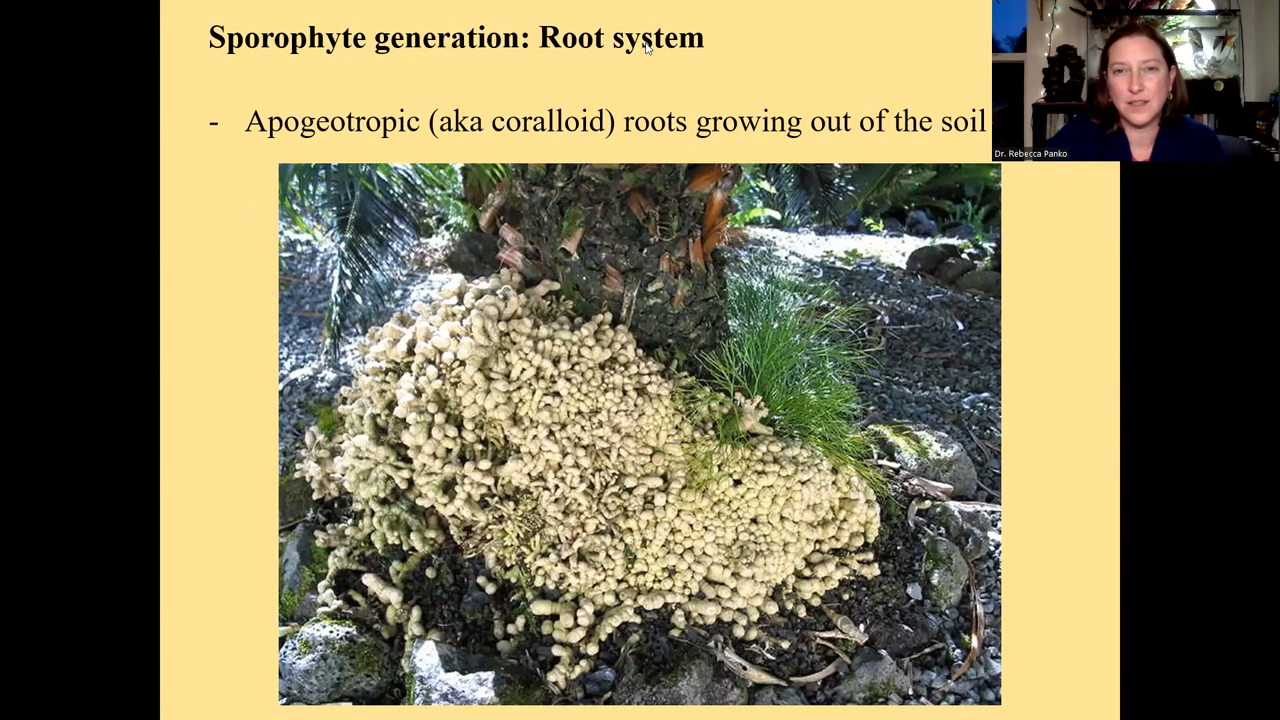 Sporophyte generation: Root system
- Apogeotropic (aka coralloid) roots growing out of the soil
Dr. Rebecca Panko